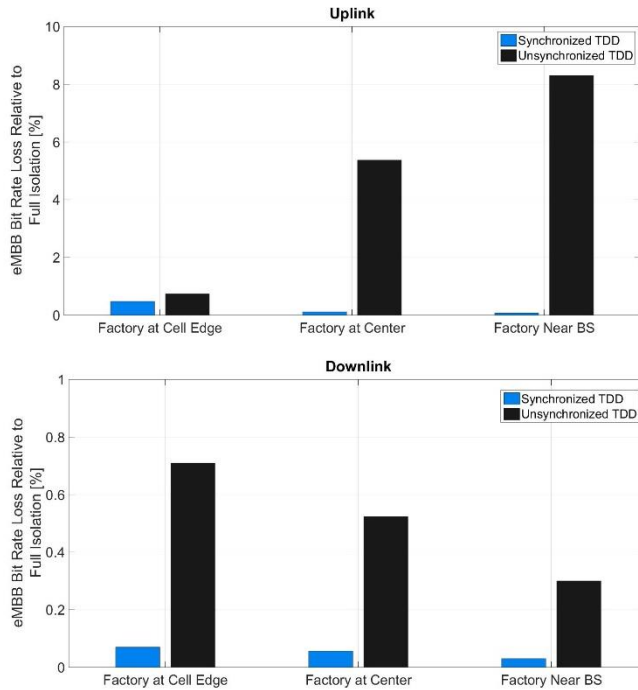 Uplink
eMBB Bit Rate Loss Relative to
Full Isolation [%]
10
8
6
4
2
0
Synchronized TDD
Unsynchronized TDD
Factory at Cell Edge
Factory at Center
Factory Near BS
Downlink
eMBB Bit Rate Loss Relative to
Full Isolation [%]
1
0.8
0.6
0.4
0.2
0
Synchronized TDD
Unsynchronized TDD
Factory at Cell Edge
Factory at Center
Factory Near BS